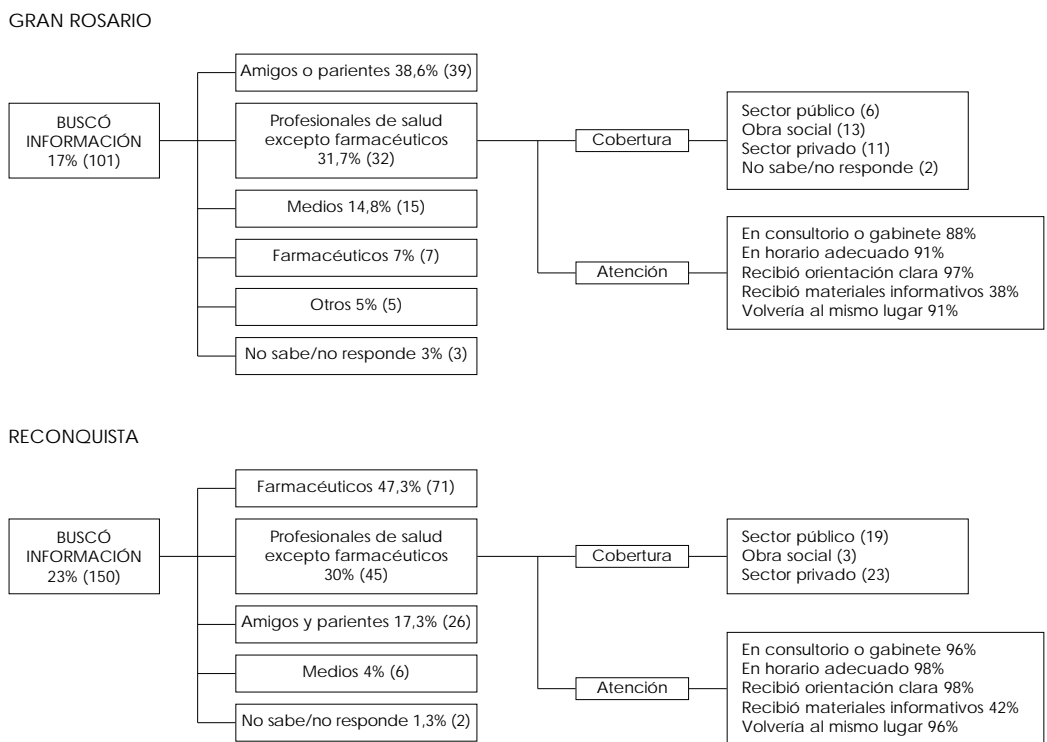 GRAN ROSARIO
BUSCÓ
INFORMACIÓN
17% (101)
Amigos o parientes 38,6% (39)
Profesionales de salud
excepto farmacéuticos
31,7% (32)
Medios 14,8% (15)
Farmacéuticos 7% (7)
Otros 5% (5)
No sabe/no responde 3% (3)
Cobertura
Sector público (6)
Obra social (13)
Sector privado (11)
No sabe/no responde (2)
Atención
En consultorio o gabinete 88%
En horario adecuado 91%
Recibió orientación clara 97%
Recibió materiales informativos 38%
Volvería al mismo lugar 91%
RECONQUISTA
BUSCÓ
INFORMACIÓN
23% (150)
Farmacéuticos 47,3% (71)
Profesionales de salud
excepto farmacéuticos
30% (45)
Amigos y parientes 17,3% (26)
Medios 4% (6)
No sabe/no responde 1,3% (2)
Cobertura
Sector público (19)
Obra social (3)
Sector privado (23)
Atención
En consultorio o gabinete 96%
En horario adecuado 98%
Recibió orientación clara 98%
Recibió materiales informativos 42%
Volvería al mismo lugar 96%